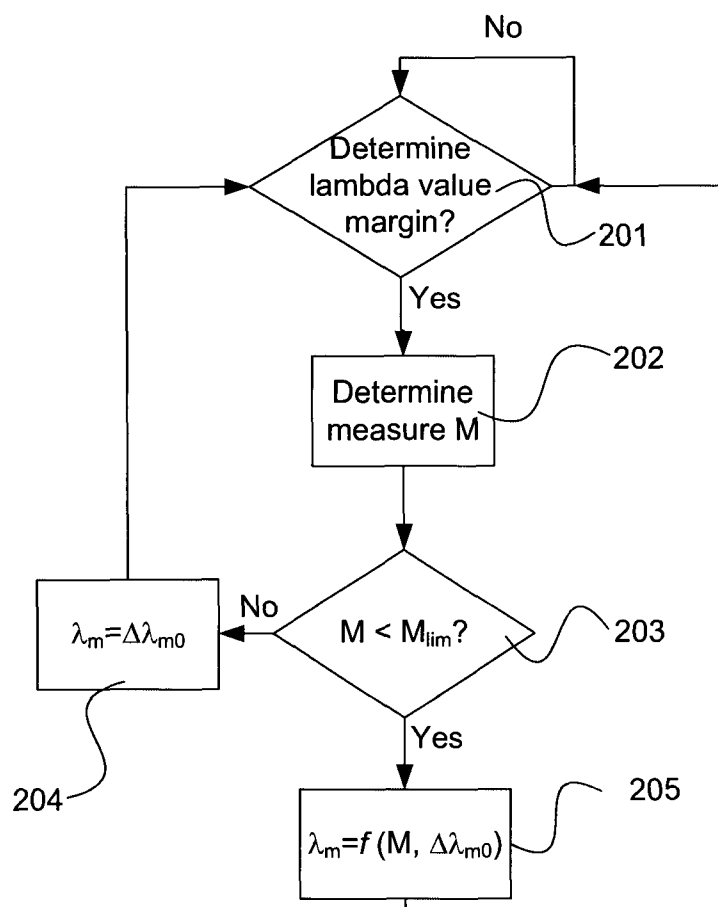 No
Determine
lambda value
margin?
201
Yes
202
Determine
measure M
No
λm=Δλm0
M < Mlim?
203
Yes
204
205
λm=f (M, Δλm0)